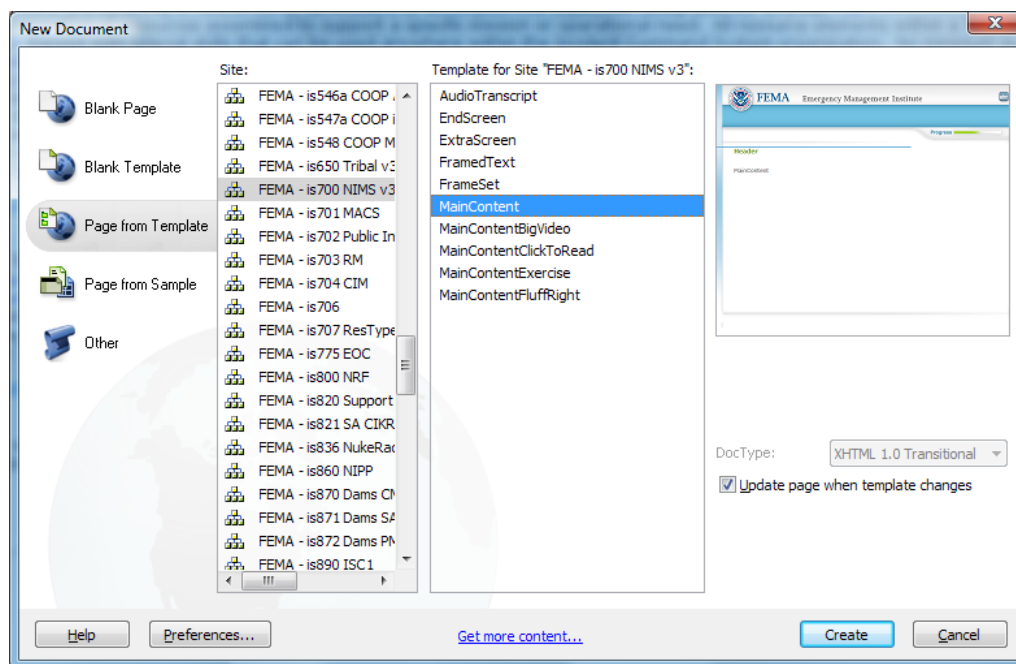 New Document
Blank Page
Blank Template
Page from Template
Page from Sample
Other
Site:
FEMA - is546a COOP
FEMA - is547a COOP i
FEMA - is548 COOP M
FEMA - is650 Tribal v3
FEMA - is700 NIMS v3
FEMA - is701 MACS
FEMA - is702 Public In
FEMA - is703 RM
FEMA - is704 CIM
FEMA - is706
FEMA - is707 ResType
FEMA - is775 EOC
FEMA - is800 NRF
FEMA - is820 Support
FEMA - is821 SA CIKR
FEMA - is836 NukeRad
FEMA - is860 NIPP
FEMA - is870 Dams CM
FEMA - is871 Dams SA
FEMA - is872 Dams PM
FEMA - is890 ISC1
Template for Site "FEMA - is700 NIMS v3":
AudioTranscript
EndScreen
ExtraScreen
FramedText
FrameSet
MainContent
MainContentBigVideo
MainContentClickToRead
MainContentExercise
MainContentFluffRight
FEMA Emergency Management Institute
Progress
Header
MainContent
DocType:
XHTML 1.0 Transitional
Update page when template changes
Help
Preferences...
Get more content...
Create
Cancel